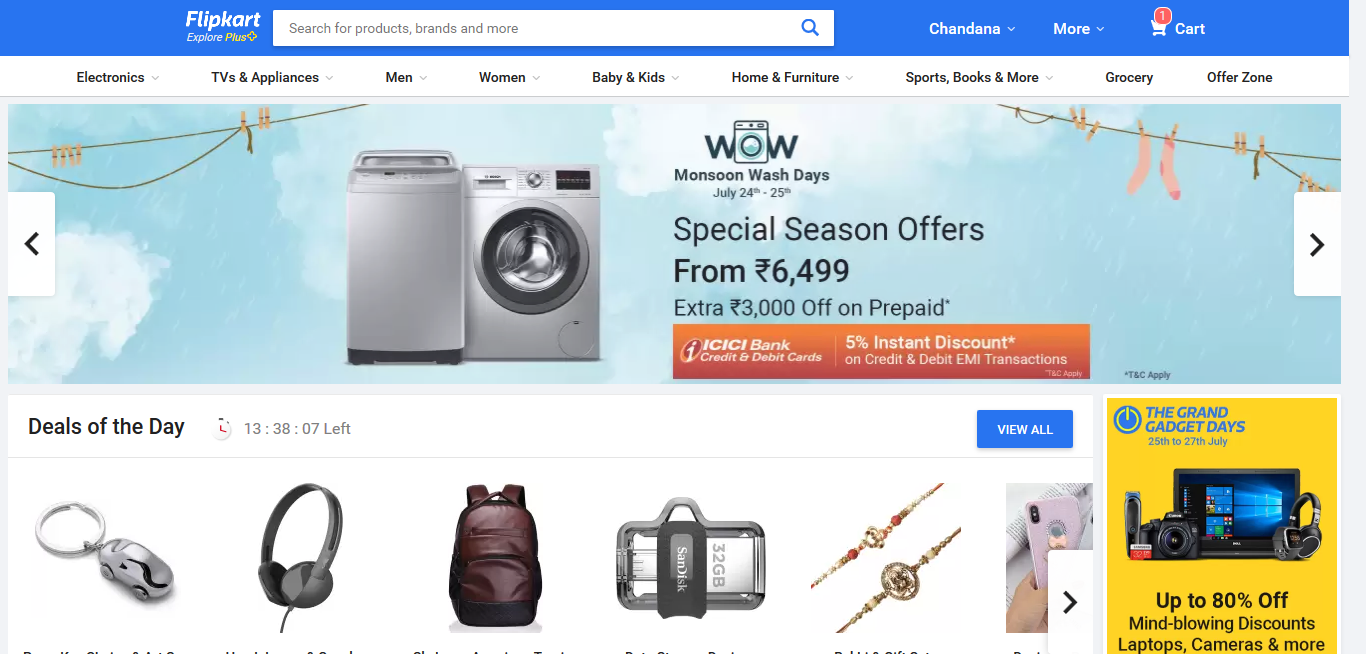 Flipkart
Explore Plus
Search for products, brands and more
Chandana
More
1
Cart
Electronics
TVs & Appliances
Men
Women
Baby & Kids
Home & Furniture
Sports, Books & More
Grocery
Offer Zone
WOW
Monsoon Wash Days
July 24th - 25th
Special Season Offers
From ₹6,499
Extra ₹3,000 Off on Prepaid*
ICICI Bank
Credit & Debit Cards
5% Instant Discount*
on Credit & Debit EMI Transactions
*T&C Apply
*T&C Apply
BOSCH
Deals of the Day
13 : 38 : 07 Left
VIEW ALL
SanDisk
32GB
THE GRAND
GADGET DAYS
25th to 27th July
Canon
DELL
Up to 80% Off
Mind-blowing Discounts
Laptops, Cameras & more